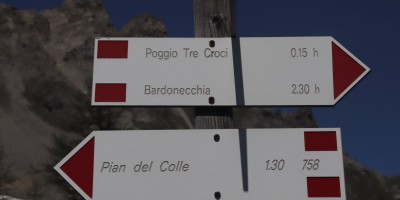 Poggio Tre Croci 0.15 h
Bardonecchia 2.30 h
Pian del Colle 1.30 758